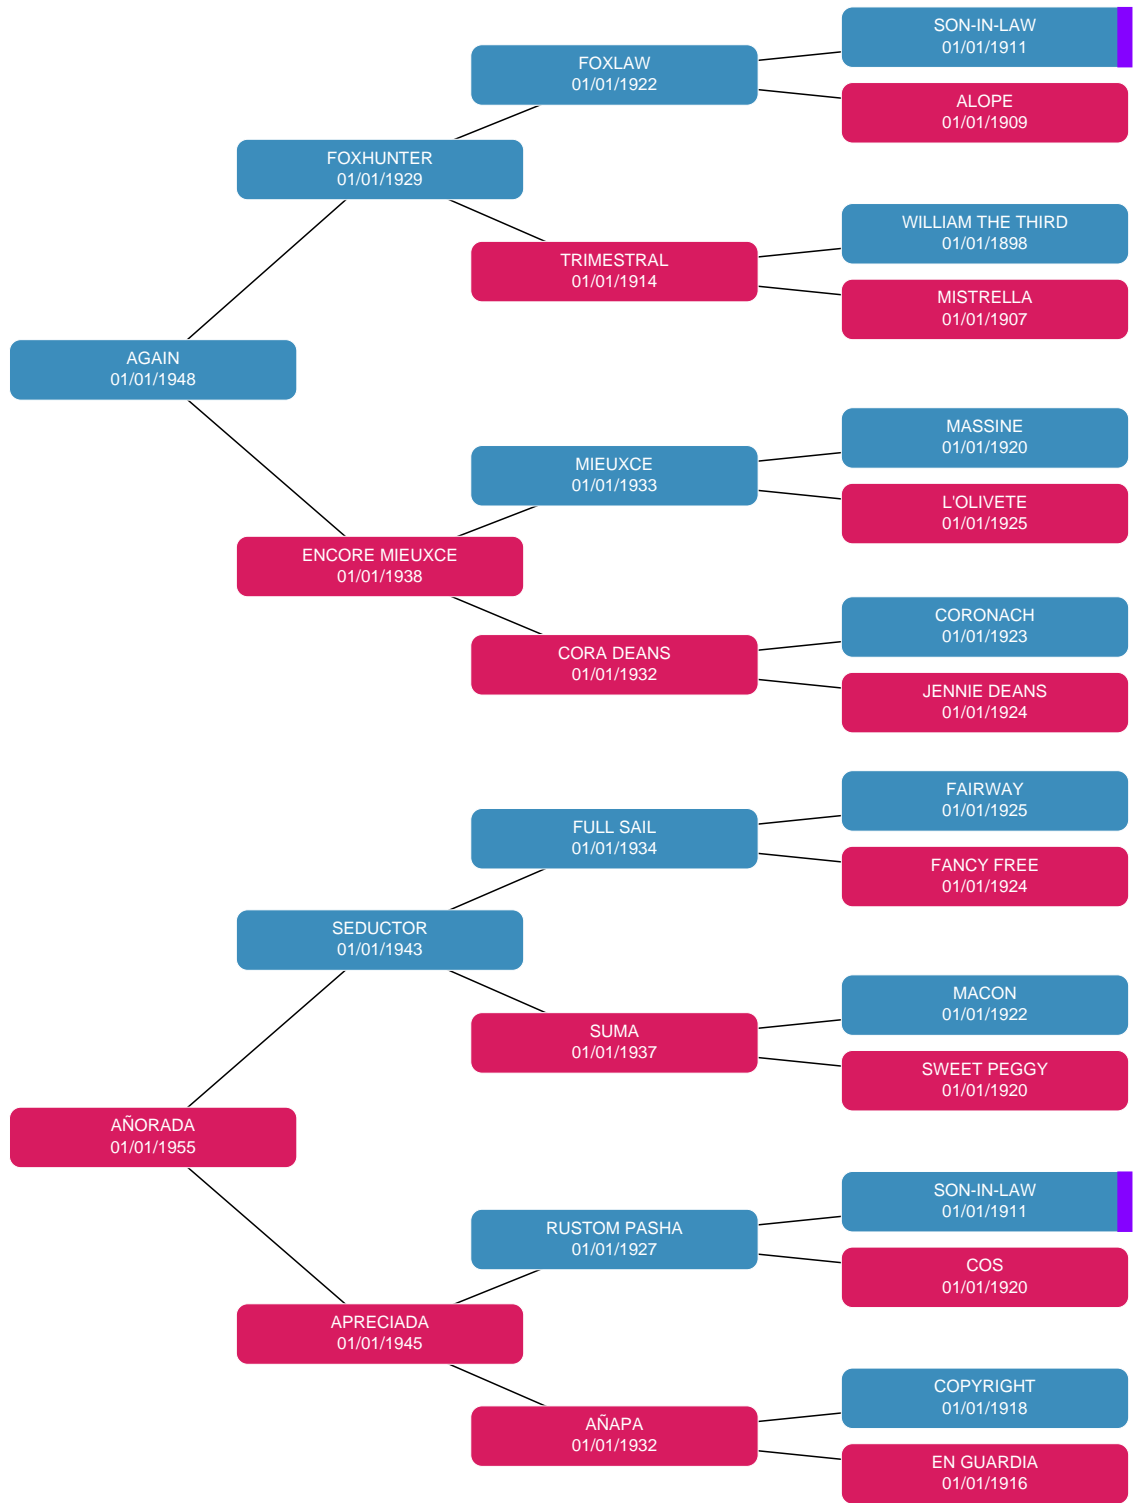 SON-IN-LAW
01/01/1911
FOXLAW
01/01/1922
ALOPE
01/01/1909
FOXHUNTER
01/01/1929
WILLIAM THE THIRD
01/01/1898
TRIMESTRAL
01/01/1914
MISTRELLA
01/01/1907
AGAIN
01/01/1948
MASSINE
01/01/1920
MIEUXCE
01/01/1933
L'OLIVETE
01/01/1925
ENCORE MIEUXCE
01/01/1938
CORONACH
01/01/1923
CORA DEANS
01/01/1932
JENNIE DEANS
01/01/1924
FAIRWAY
01/01/1925
FULL SAIL
01/01/1934
FANCY FREE
01/01/1924
SEDUCTOR
01/01/1943
MACON
01/01/1922
SUMA
01/01/1937
SWEET PEGGY
01/01/1920
AÑORADA
01/01/1955
SON-IN-LAW
01/01/1911
RUSTOM PASHA
01/01/1927
COS
01/01/1920
APRECIADA
01/01/1945
COPYRIGHT
01/01/1918
AÑAPA
01/01/1932
EN GUARDIA
01/01/1916